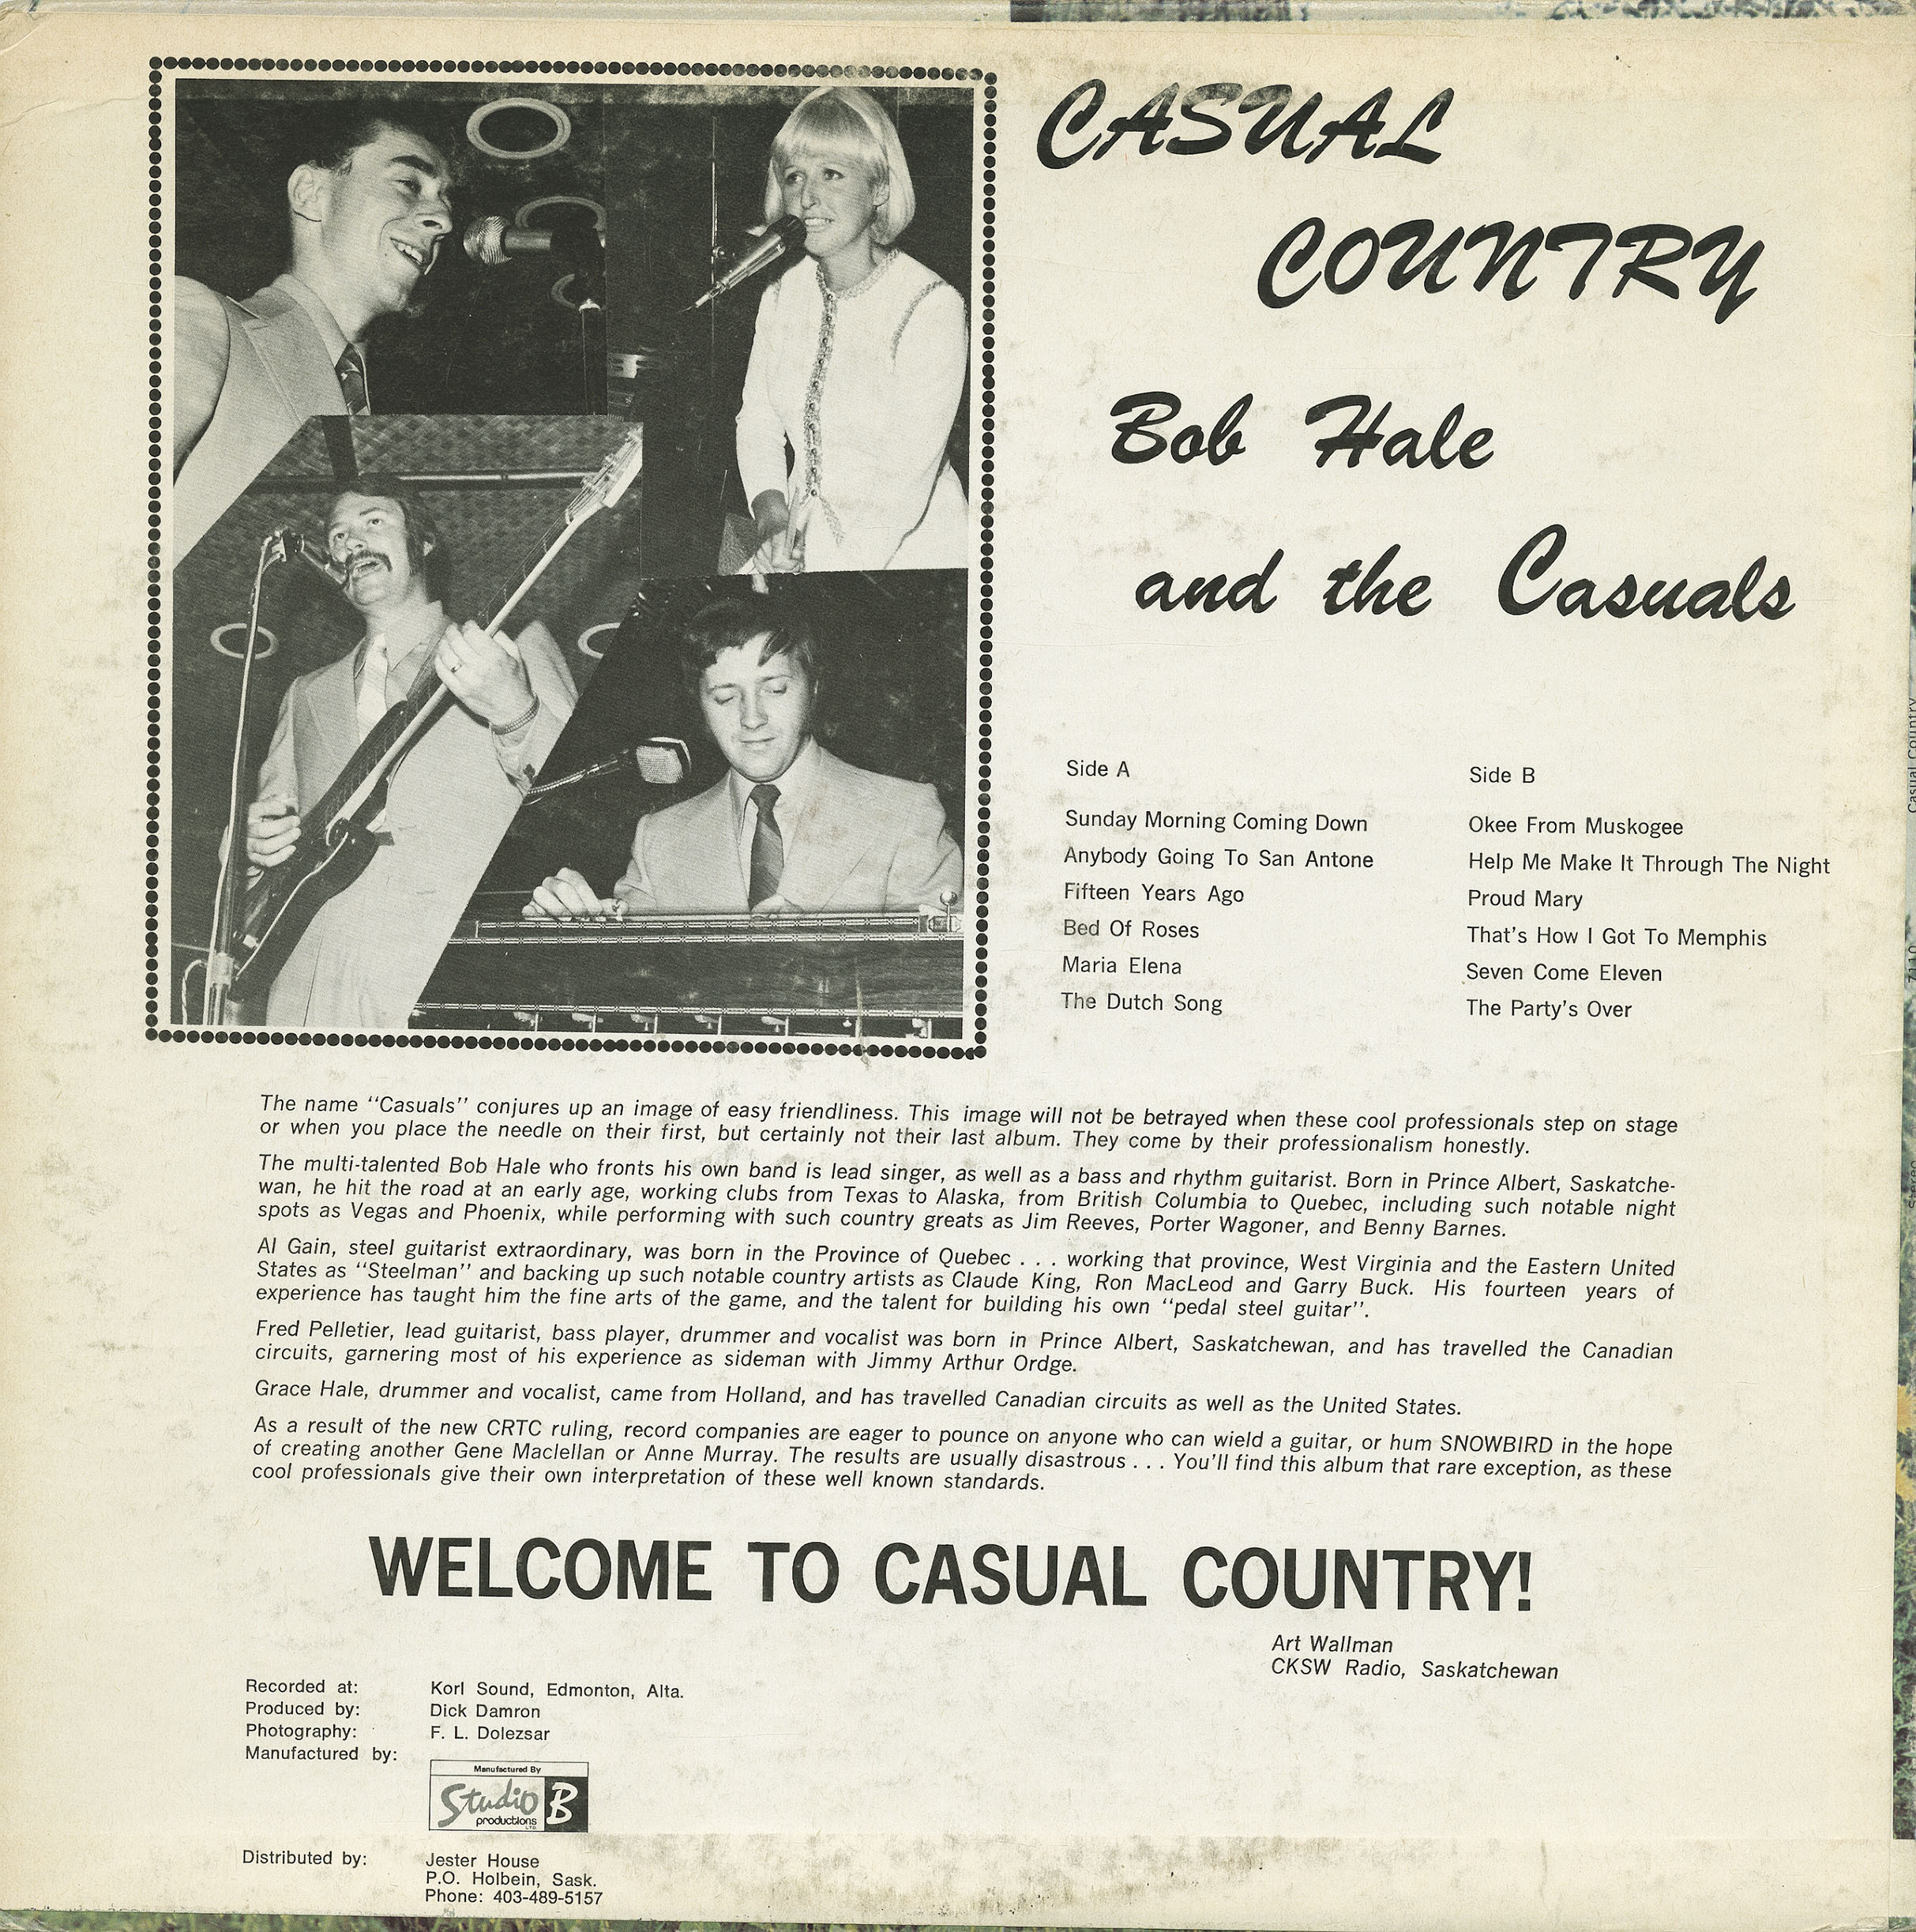 CASUAL
COUNTRY
Bob Hale
and the Casuals
Side A
Sunday Morning Coming Down
Anybody Going To San Antone
Fifteen Years Ago
Bed Of Roses
Maria Elena
The Dutch Song
Side B
Okee From Muskogee
Help Me Make It Through The Night
Proud Mary
That's How I Got To Memphis
Seven Come Eleven
The Party's Over
The name "Casuals" conjures up an image of easy friendliness. This image will not be betrayed when these cool professionals step on stage
or when you place the needle on their first, but certainly not their last album. They come by their professionalism honestly.
The multi-talented Bob Hale who fronts his own band is lead singer, as well as a bass and rhythm guitarist. Born in Prince Albert, Saskatche-
wan, he hit the road at an early age, working clubs from Texas to Alaska, from British Columbia to Quebec, including such notable night
spots as Vegas and Phoenix, while performing with such country greats as Jim Reeves, Porter Wagoner, and Benny Barnes.
Al Gain, steel guitarist extraordinary, was born in the Province of Quebec . . . working that province, West Virginia and the Eastern United
States as "Steelman" and backing up such notable country artists as Claude King, Ron MacLeod and Garry Buck. His fourteen years of
experience has taught him the fine arts of the game, and the talent for building his own "pedal steel guitar".
Fred Pelletier, lead guitarist, bass player, drummer and vocalist was born in Prince Albert, Saskatchewan, and has travelled the Canadian
circuits, garnering most of his experience as sideman with Jimmy Arthur Ordge.
Grace Hale, drummer and vocalist, came from Holland, and has travelled Canadian circuits as well as the United States.
As a result of the new CRTC ruling, record companies are eager to pounce on anyone who can wield a guitar, or hum SNOWBIRD in the hope
of creating another Gene Maclellan or Anne Murray. The results are usually disastrous . . . You'll find this album that rare exception, as these
cool professionals give their own interpretation of these well known standards.
WELCOME TO CASUAL COUNTRY!
Art Wallman
CKSW Radio, Saskatchewan
Recorded at: Korl Sound, Edmonton, Alta.
Produced by: Dick Damron
Photography: F. L. Dolezsar
Manufactured by:
Manufactured By
Studio B
productions
LTD.
Distributed by: Jester House
P.O. Holbein, Sask.
Phone: 403-489-5157
Casual Country
7110
Stereo